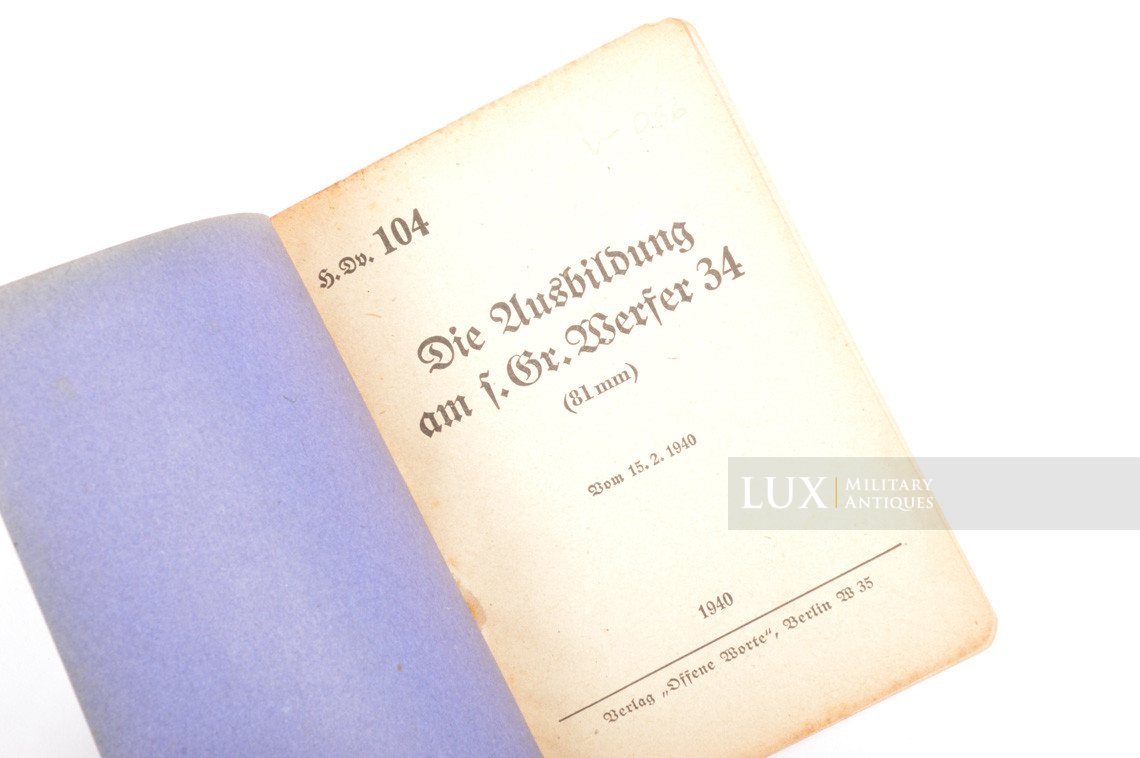 H.Dv. 104
Die Ausbildung
am s.Gr.Werfer 34
(81 mm)
Vom 15. 2. 1940
1940
Verlag „Offene Worte“, Berlin W 35
LUX
MILITARY
ANTIQUES